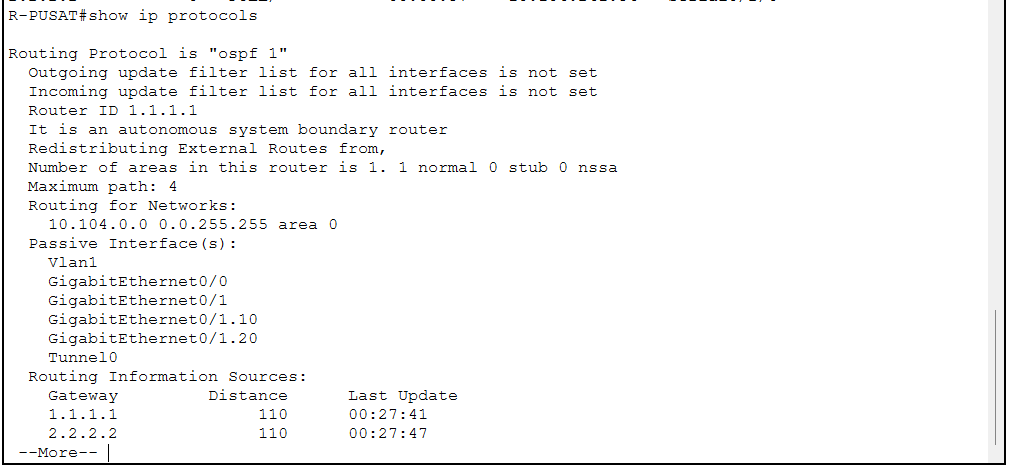 R-PUSAT#show ip protocols
Routing Protocol is "ospf 1"
Outgoing update filter list for all interfaces is not set
Incoming update filter list for all interfaces is not set
Router ID 1.1.1.1
It is an autonomous system boundary router
Redistributing External Routes from,
Number of areas in this router is 1. 1 normal 0 stub 0 nssa
Maximum path: 4
Routing for Networks:
10.104.0.0 0.0.255.255 area 0
Passive Interface(s):
Vlan1
GigabitEthernet0/0
GigabitEthernet0/1
GigabitEthernet0/1.10
GigabitEthernet0/1.20
Tunnel0
Routing Information Sources:
Gateway Distance Last Update
1.1.1.1 110 00:27:41
2.2.2.2 110 00:27:47
--More--